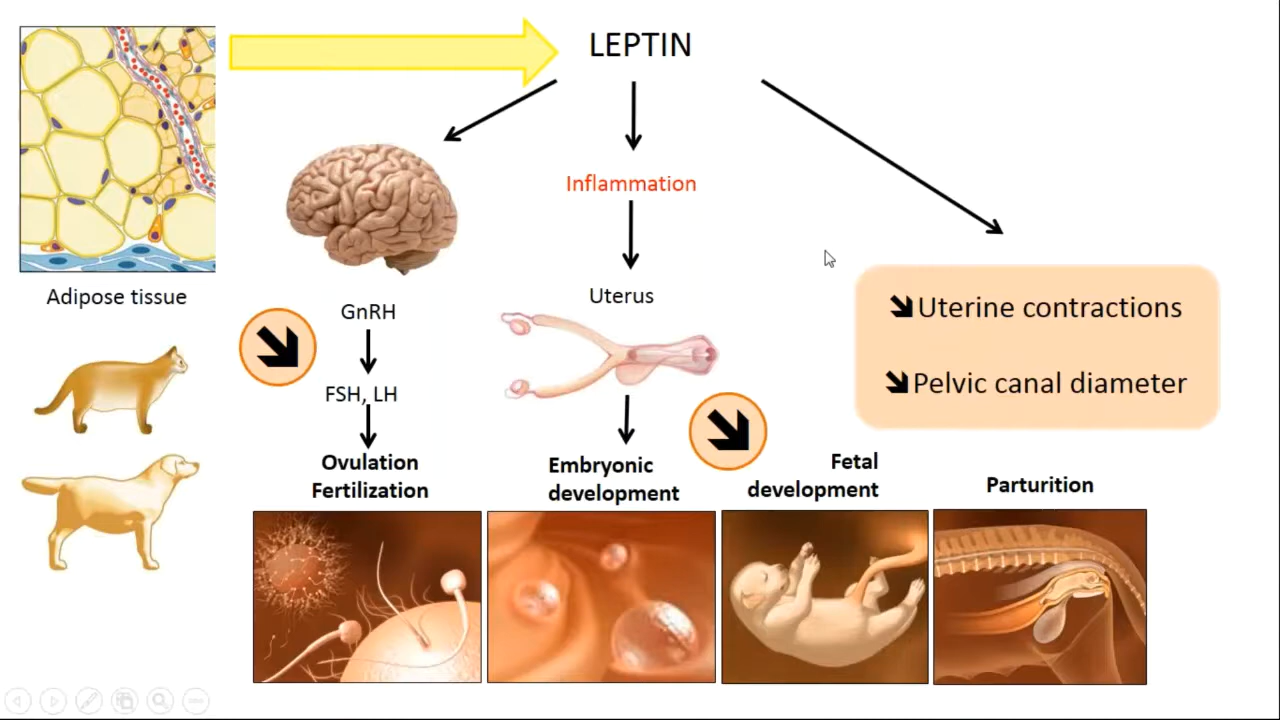 LEPTIN
Adipose tissue
GnRH
FSH, LH
Ovulation
Fertilization
Inflammation
Uterus
Embryonic
development
Fetal
development
Uterine contractions
Pelvic canal diameter
Parturition